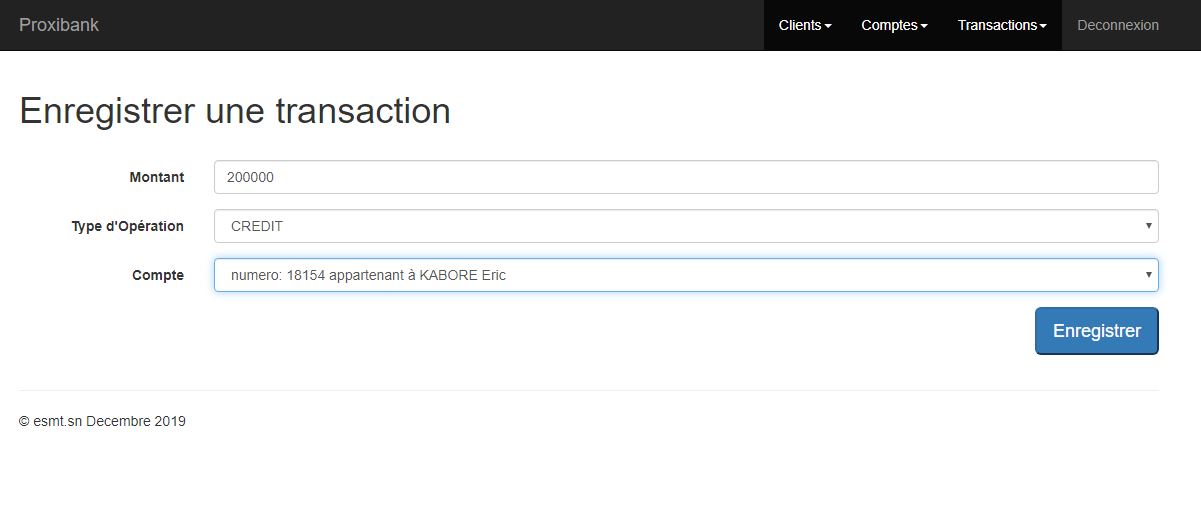 Proxibank Clients Comptes Transactions Deconnexion
Enregistrer une transaction
Montant 200000
Type d'Opération CREDIT
Compte numero: 18154 appartenant à KABORE Eric
Enregistrer
© esmt.sn Decembre 2019